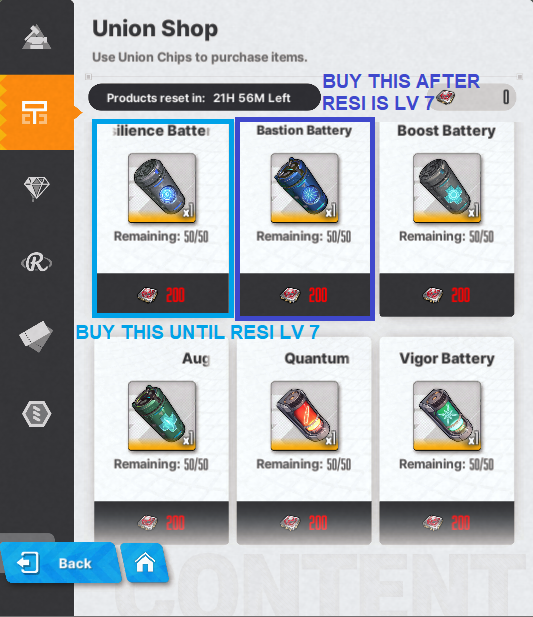 Union Shop
Use Union Chips to purchase items.
Products reset in: 21H 56M Left
BUY THIS AFTER
RESI IS LV 7
0
ilience Batter
Bastion Battery
Boost Battery
x1
x1
x1
Remaining: 50/50
Remaining: 50/50
Remaining: 50/50
200
200
200
BUY THIS UNTIL RESI LV 7
Aug
Quantum
Vigor Battery
x1
x1
x1
Remaining: 50/50
Remaining: 50/50
Remaining: 50/50
200
200
200
Back
CONTENT